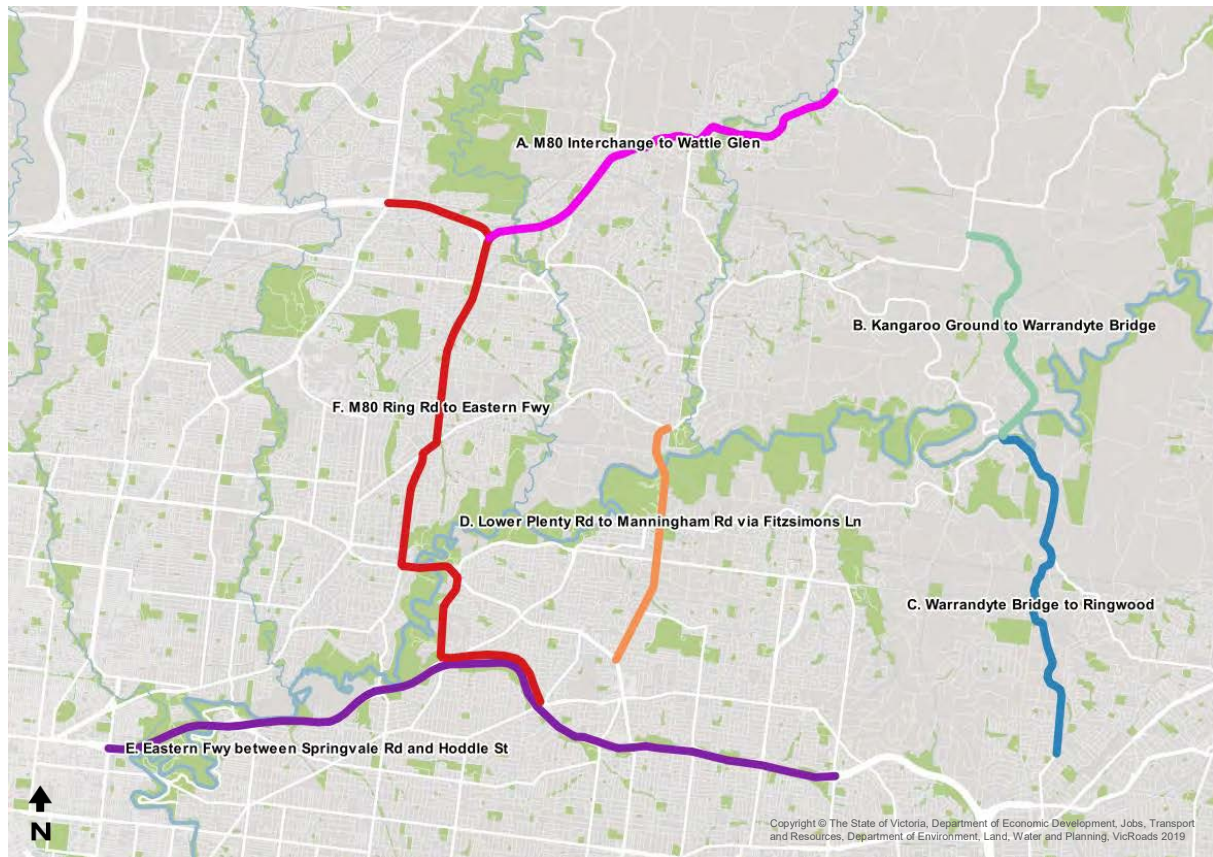 A. M80 Interchange to Wattle Glen
B. Kangaroo Ground to Warrandyte Bridge
F. M80 Ring Rd to Eastern Fwy
D. Lower Plenty Rd to Manningham Rd via Fitzsimons Ln
C. Warrandyte Bridge to Ringwood
E. Eastern Fwy between Springvale Rd and Hoddle St
N
Copyright © The State of Victoria, Department of Economic Development, Jobs, Transport
and Resources, Department of Environment, Land, Water and Planning, VicRoads 2019